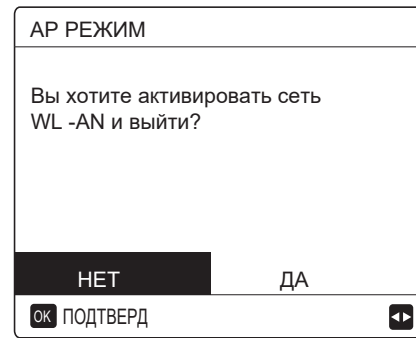 АР РЕЖИМ
Вы хотите активировать сеть
WL -AN и выйти?
НЕТ ДА
OK ПОДТВЕРД